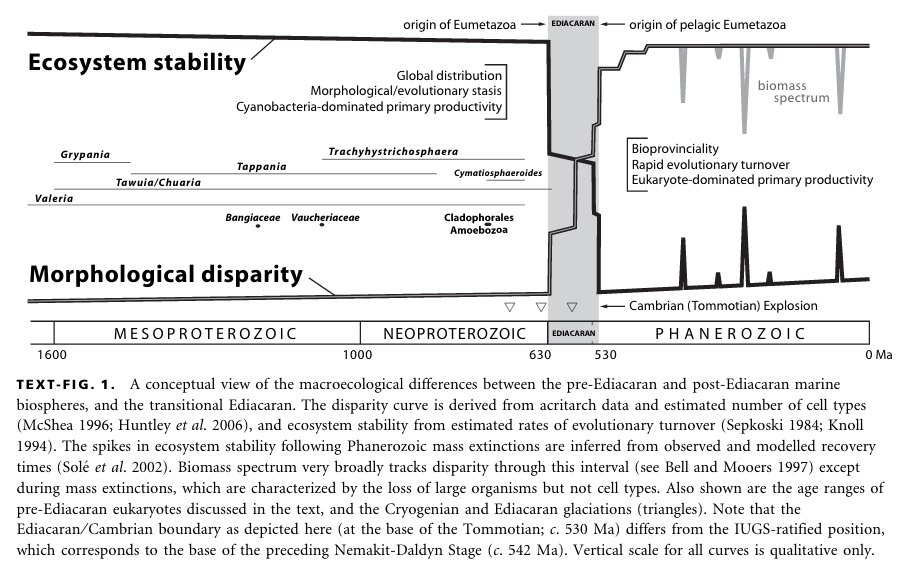 origin of Eumetazoa
EDIACARAN
origin of pelagic Eumetazoa
Ecosystem stability
Global distribution
Morphological/evolutionary stasis
Cyanobacteria-dominated primary productivity
biomass
spectrum
Bioprovinciality
Rapid evolutionary turnover
Eukaryote-dominated primary productivity
Grypania
Trachyhystrichosphaera
Tappania
Cymatiosphaeroides
Tawuia/Chuaria
Valeria
Bangiaceae
Vaucheriaceae
Cladophorales
Amoebozoa
Morphological disparity
Cambrian (Tommotian) Explosion
MESOPROTEROZOIC
NEOPROTEROZOIC
EDIACARAN
PHANEROZOIC
1600
1000
630
530
0 Ma
TEXT-FIG. 1. A conceptual view of the macroecological differences between the pre-Ediacaran and post-Ediacaran marine
biospheres, and the transitional Ediacaran. The disparity curve is derived from acritarch data and estimated number of cell types
(McShea 1996; Huntley et al. 2006), and ecosystem stability from estimated rates of evolutionary turnover (Sepkoski 1984; Knoll
1994). The spikes in ecosystem stability following Phanerozoic mass extinctions are inferred from observed and modelled recovery
times (Solé et al. 2002). Biomass spectrum very broadly tracks disparity through this interval (see Bell and Mooers 1997) except
during mass extinctions, which are characterized by the loss of large organisms but not cell types. Also shown are the age ranges of
pre-Ediacaran eukaryotes discussed in the text, and the Cryogenian and Ediacaran glaciations (triangles). Note that the
Ediacaran/Cambrian boundary as depicted here (at the base of the Tommotian; c. 530 Ma) differs from the IUGS-ratified position,
which corresponds to the base of the preceding Nemakit-Daldyn Stage (c. 542 Ma). Vertical scale for all curves is qualitative only.